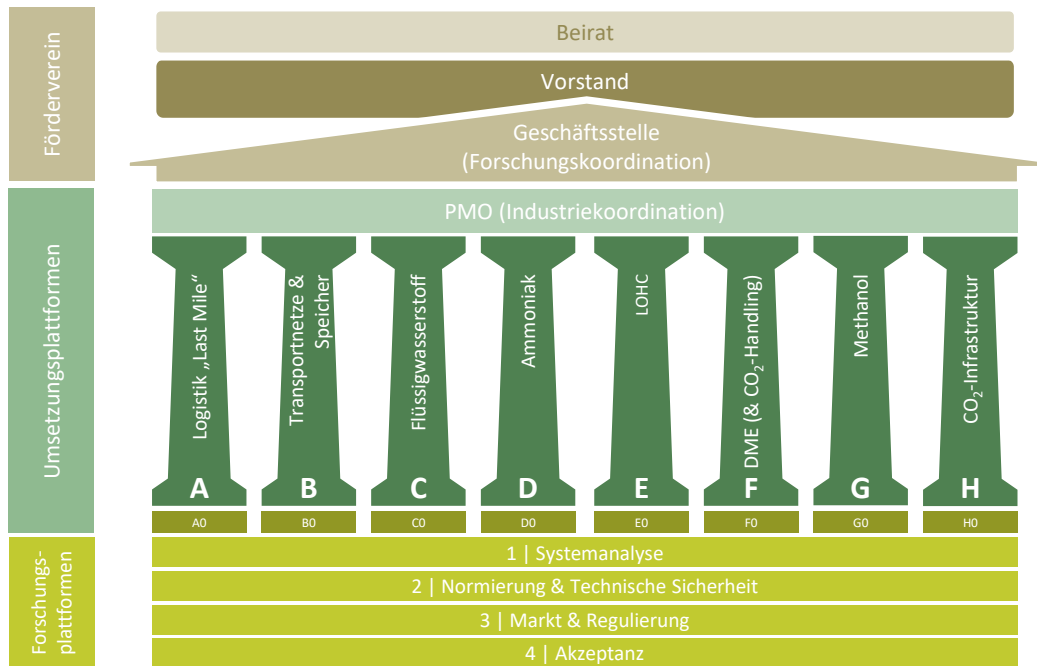 Förderverein
Beirat
Vorstand
Geschäftsstelle
(Forschungskoordination)
Umsetzungsplattformen
PMO (Industriekoordination)
Logistik „Last Mile“
Transportnetze &
Speicher
Flüssigwasserstoff
Ammoniak
LOHC
DME (& CO₂-Handling)
Methanol
CO₂-Infrastruktur
A
B
C
D
E
F
G
H
A0
B0
C0
D0
E0
F0
G0
H0
Forschungs-
plattformen
1 | Systemanalyse
2 | Normierung & Technische Sicherheit
3 | Markt & Regulierung
4 | Akzeptanz